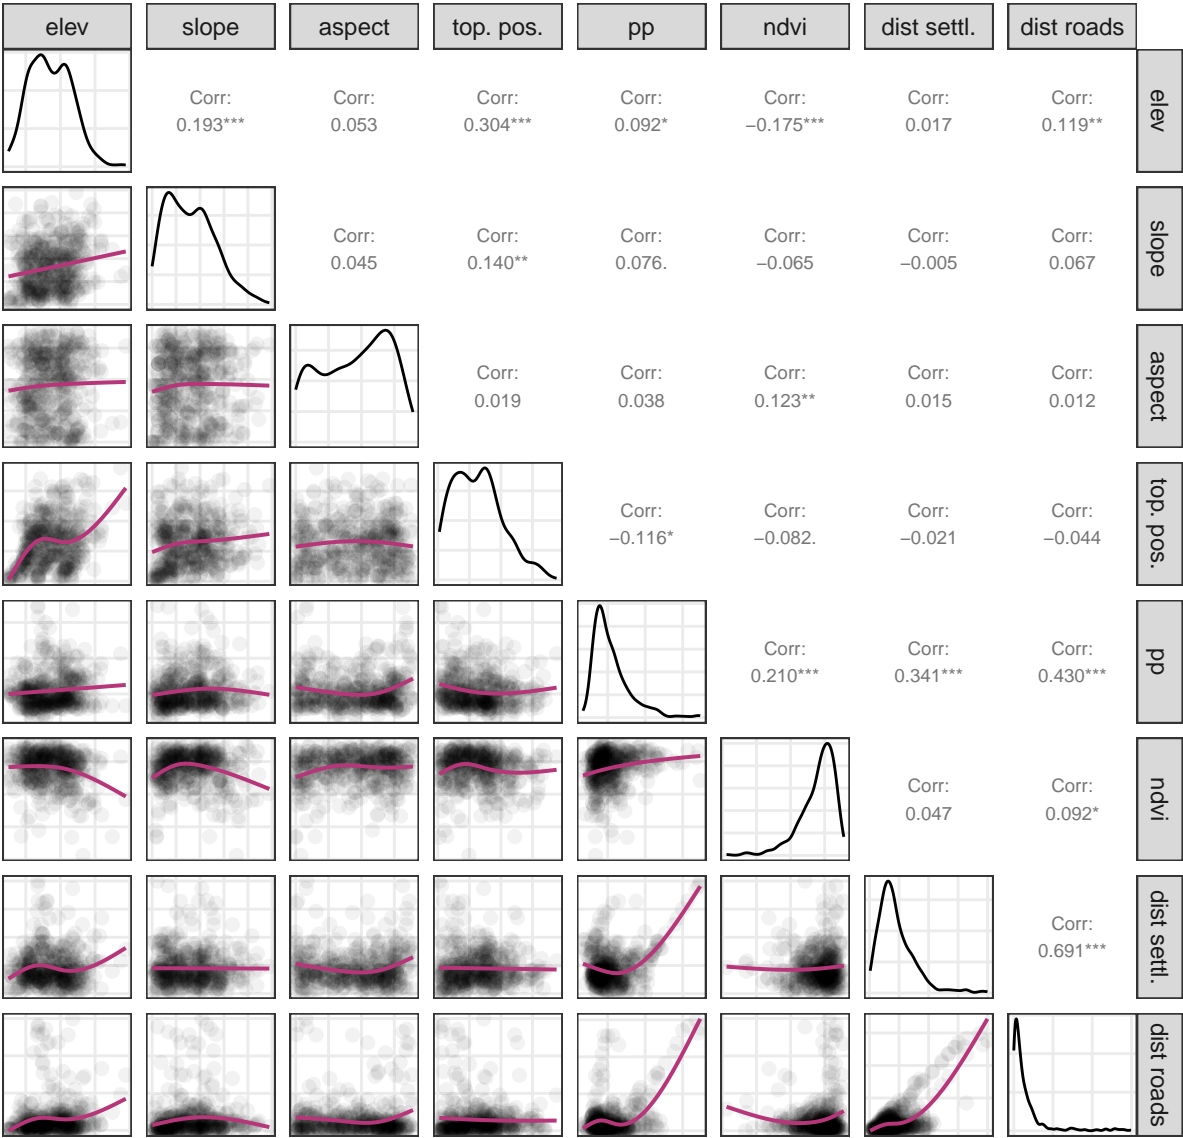 elev slope aspect top. pos. pp ndvi dist settl. dist roads
Corr: Corr: Corr: Corr: Corr: Corr: Corr:
0.193*** 0.053 0.304*** 0.092* −0.175*** 0.017 0.119**
elev
Corr: Corr: Corr: Corr: Corr: Corr:
0.045 0.140** 0.076. −0.065 −0.005 0.067
slope
Corr: Corr: Corr: Corr: Corr:
0.019 0.038 0.123** 0.015 0.012
aspect
Corr: Corr: Corr: Corr:
−0.116* −0.082. −0.021 −0.044
top. pos.
Corr: Corr: Corr:
0.210*** 0.341*** 0.430***
pp
Corr: Corr:
0.047 0.092*
ndvi
Corr:
0.691***
dist settl.
dist roads